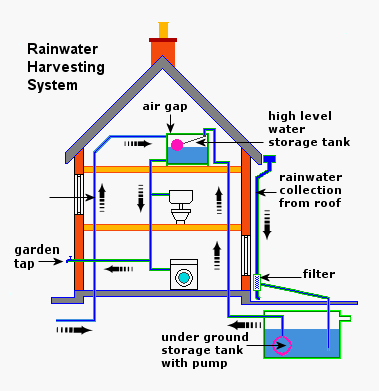 Rainwater
Harvesting
System
air gap
high level
water
storage tank
rainwater
collection
from roof
garden
tap
filter
under ground
storage tank
with pump